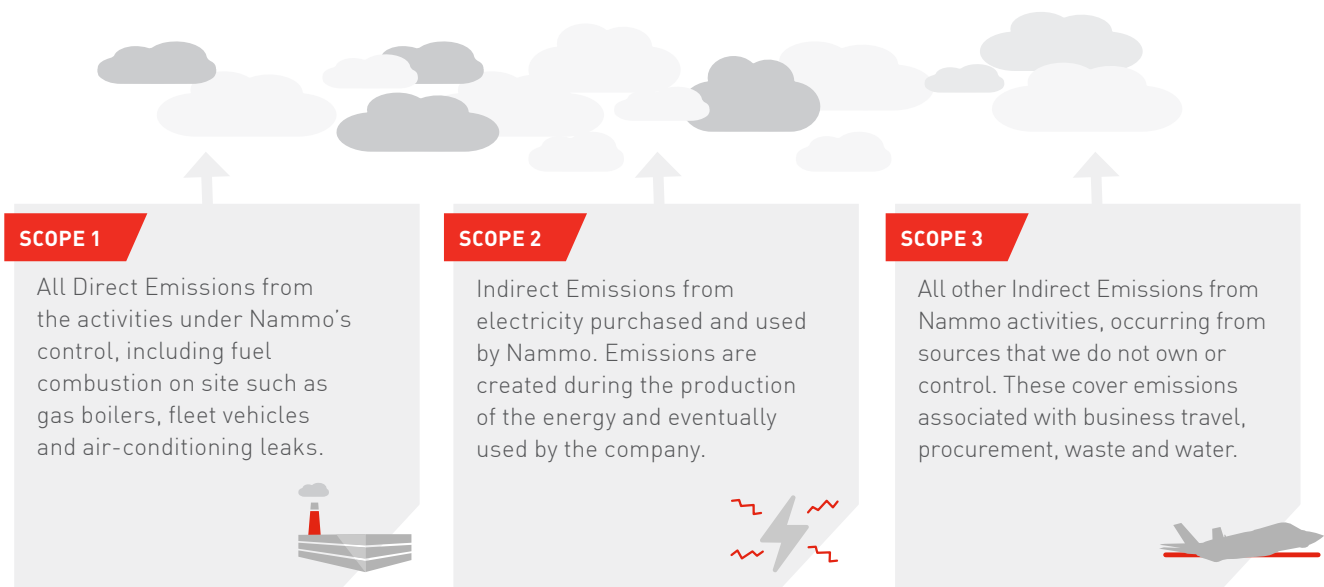 SCOPE 1
All Direct Emissions from
the activities under Nammo's
control, including fuel
combustion on site such as
gas boilers, fleet vehicles
and air-conditioning leaks.
SCOPE 2
Indirect Emissions from
electricity purchased and used
by Nammo. Emissions are
created during the production
of the energy and eventually
used by the company.
SCOPE 3
All other Indirect Emissions from
Nammo activities, occurring from
sources that we do not own or
control. These cover emissions
associated with business travel,
procurement, waste and water.